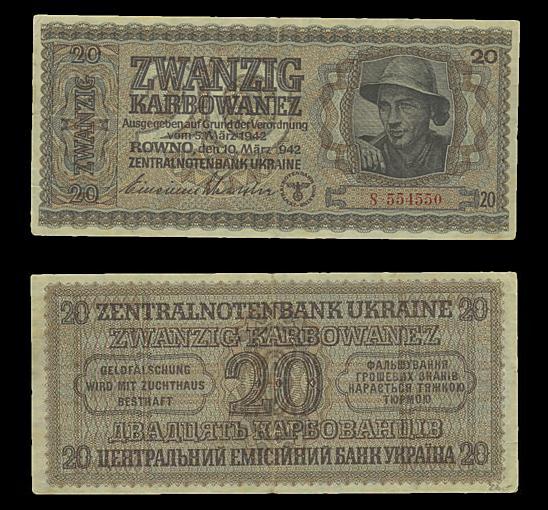 20
20
ZWANZIG
ZWANZIG
KARBOWANEZ
Ausgegeben auf Grund der Verordnung
vom 5. März 1942
ROWNO, den 10. März 1942
ZENTRALNOTENBANK UKRAINE
20
S·554550
20
20 ZENTRALNOTENBANK UKRAINE 20
ZWANZIG KARBOWANEZ
GELDFÄLSCHUNG
WIRD MIT ZUCHTHAUS
BESTRAFT
20
ФАЛЬШУВАННЯ
ГРОШЕВИХ ЗНАКІВ
КАРАЄТЬСЯ ТЯЖКОЮ
ТЮРМОЮ
ДВАДЦЯТЬ КАРБОВАНЦІВ
20 ЦЕНТРАЛЬНИЙ ЕМІСІЙНИЙ БАНК УКРАЇНА 20